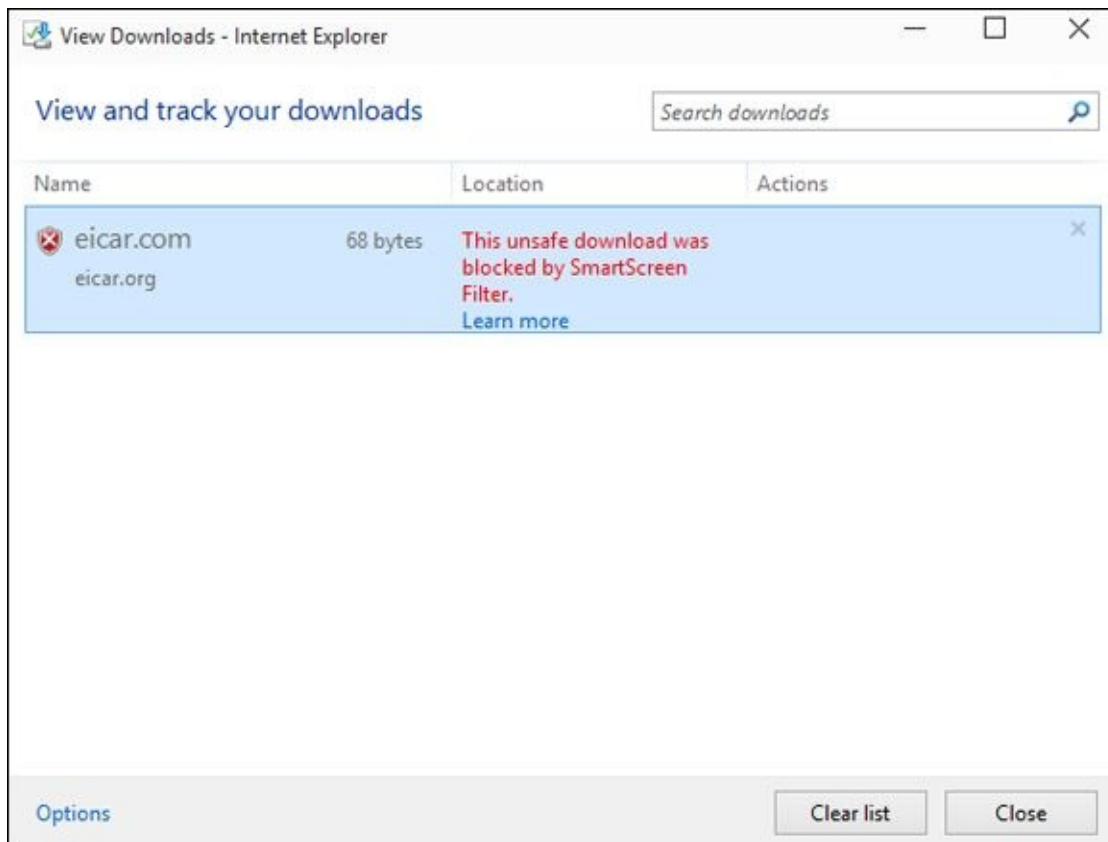 View Downloads - Internet Explorer
View and track your downloads
Search downloads
Name Location Actions
eicar.com 68 bytes This unsafe download was
blocked by SmartScreen
eicar.org
Filter.
Learn more
Options Clear list Close